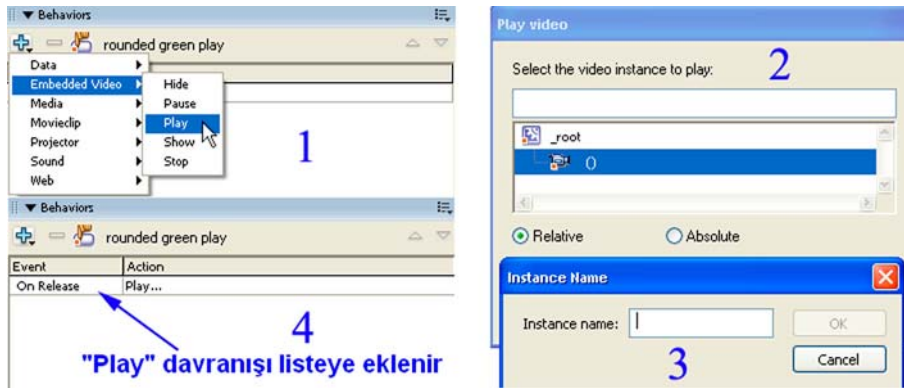 Behaviors
rounded green play
Data
Embedded Video
Media
Movieclip
Projector
Sound
Web
Hide
Pause
Play
Show
Stop
1
Behaviors
rounded green play
Event Action
On Release Play...
4
"Play" davranışı listeye eklenir
Play video
2
Select the video instance to play:
_root
()
Relative Absolute
Instance Name
Instance name: OK
3
Cancel